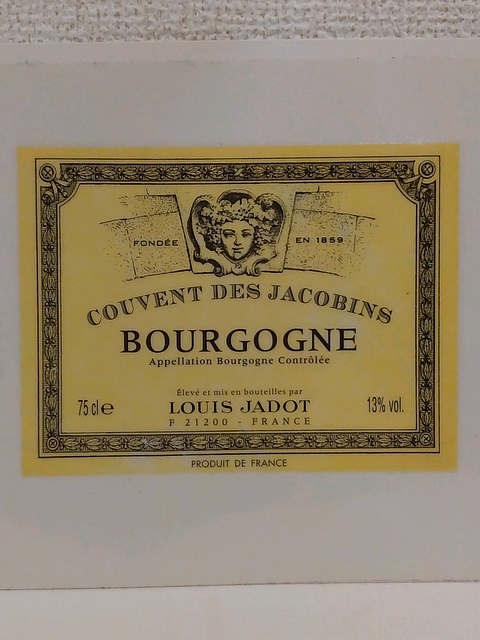 FONDÉE EN 1859
COUVENT DES JACOBINS
BOURGOGNE
Appellation Bourgogne Contrôlée
Élevé et mis en bouteilles par
75 cl e LOUIS JADOT 13% vol.
F 21200 - FRANCE
PRODUIT DE FRANCE